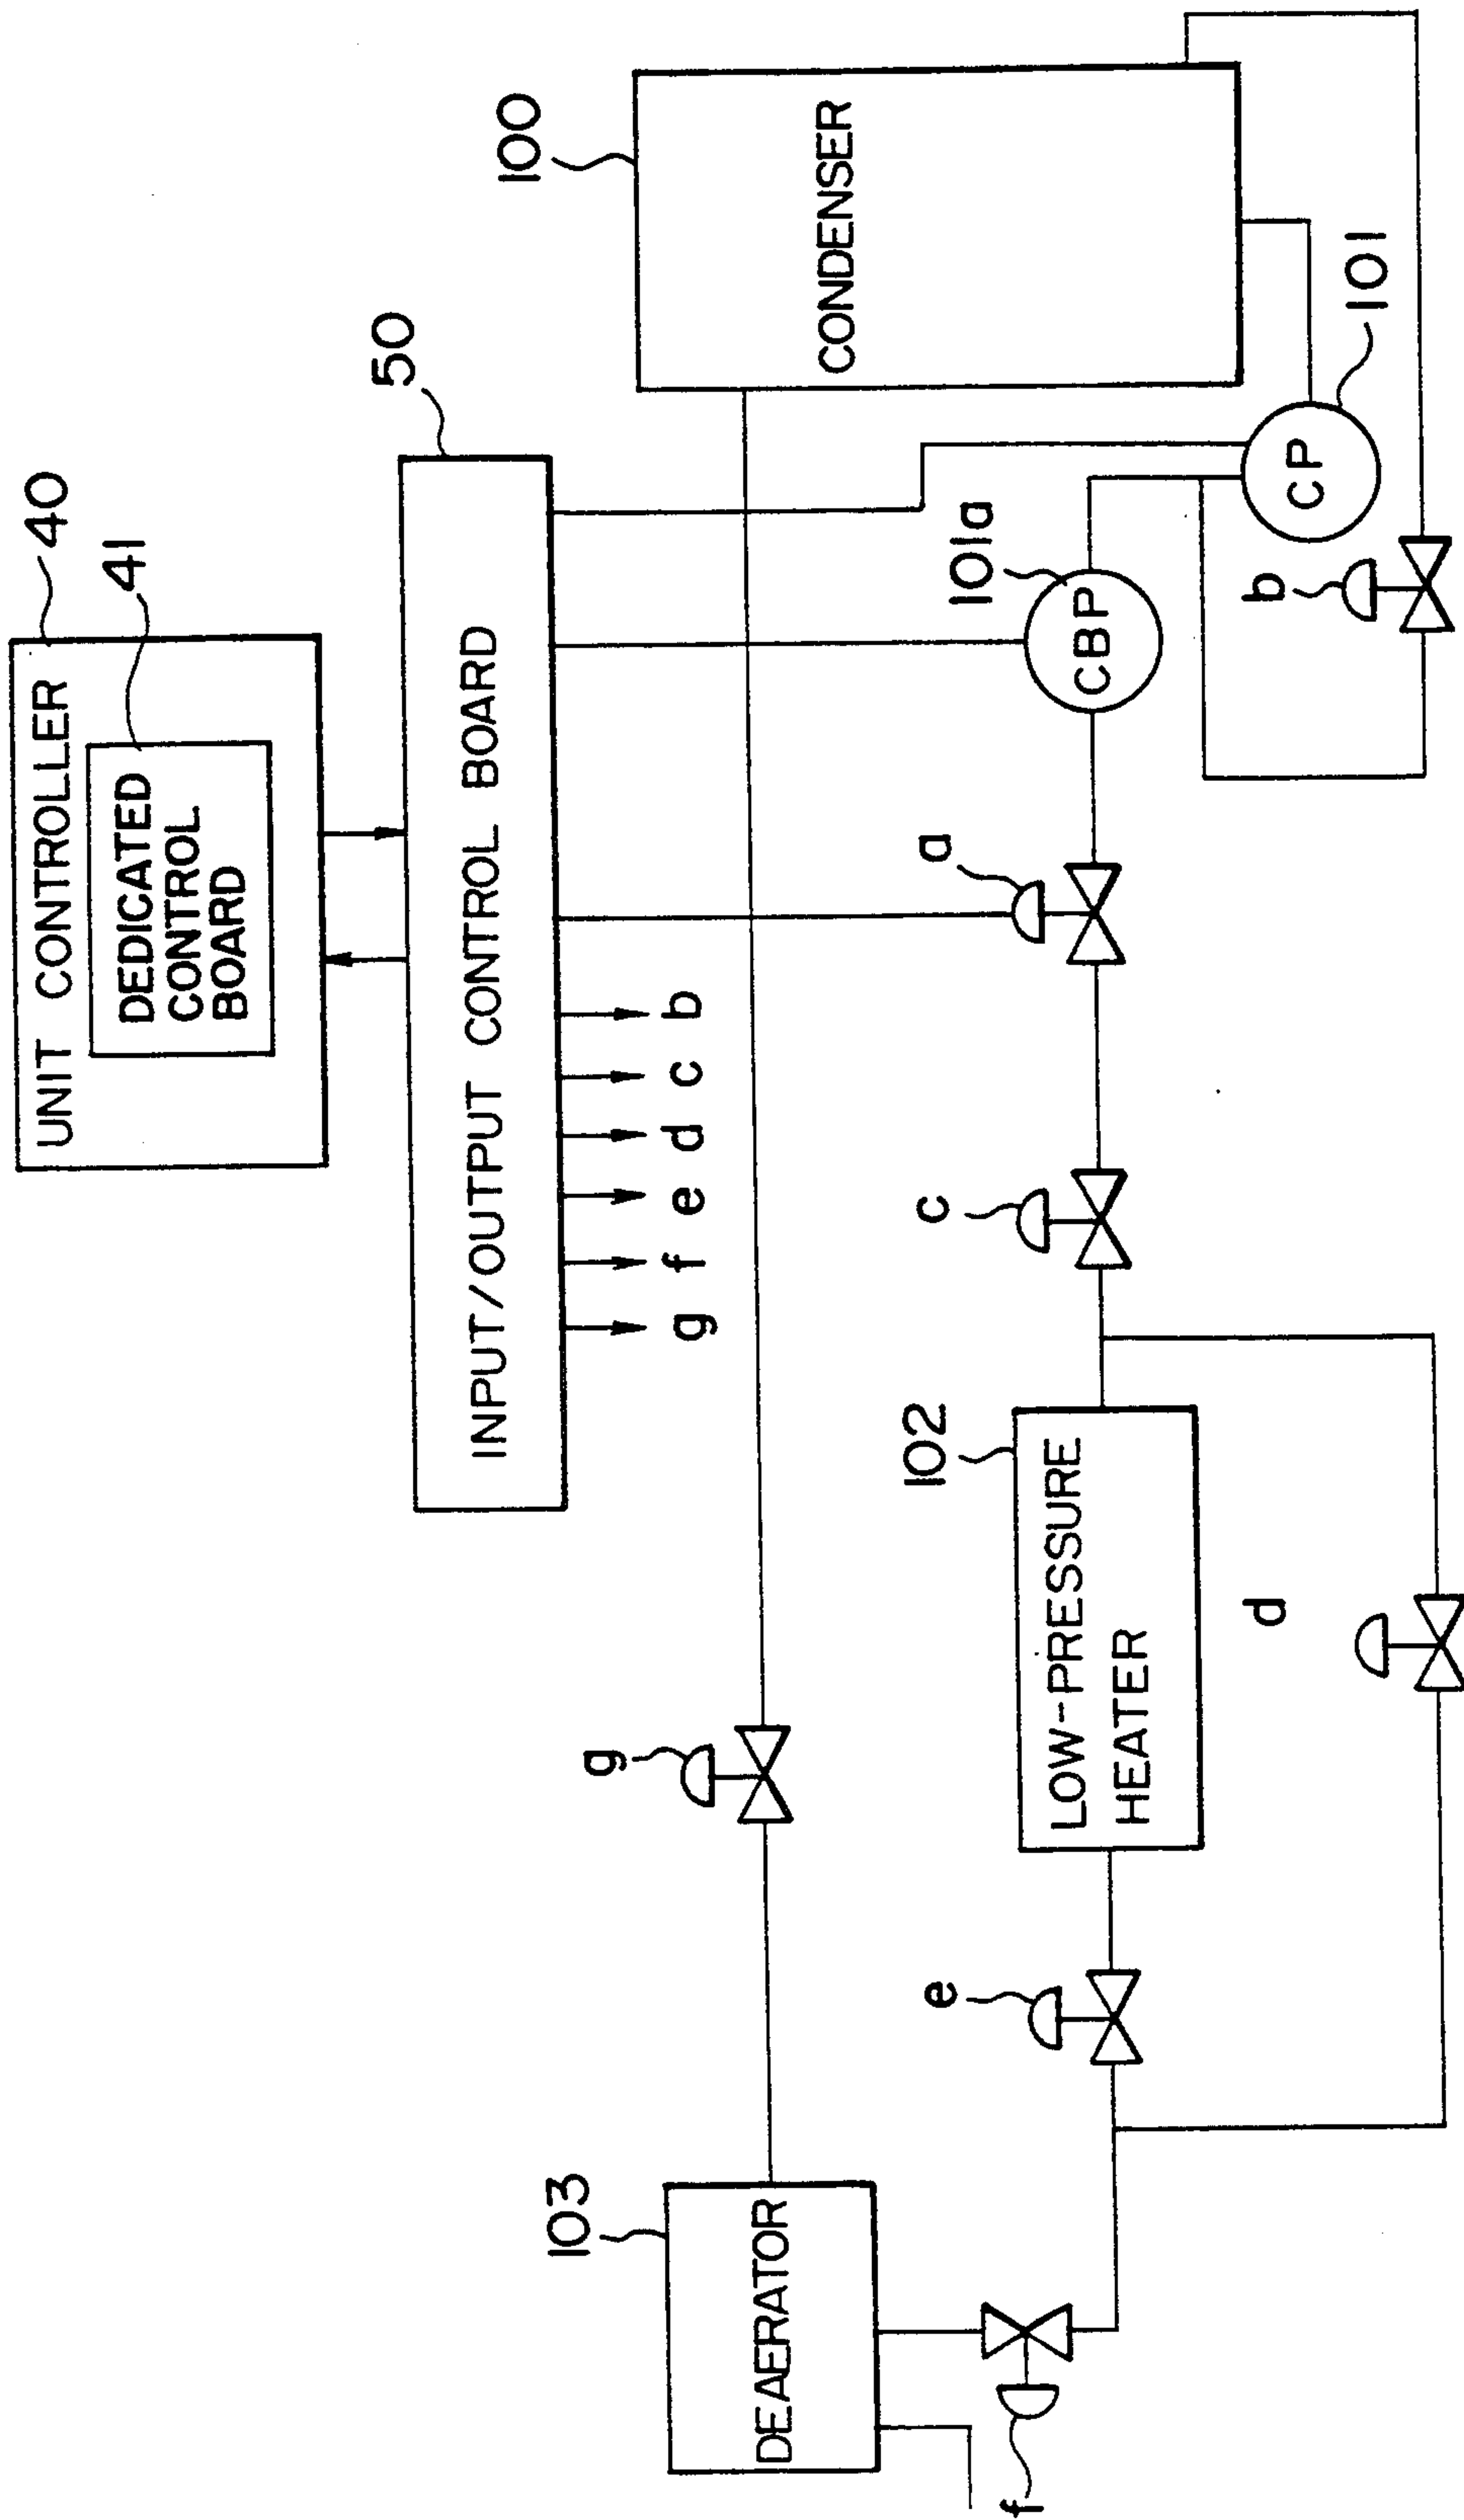 UNIT CONTROLLER
40
DEDICATED
CONTROL
BOARD
41
50
INPUT/OUTPUT CONTROL BOARD
g f e d c b
100
CONDENSER
103
DEAERATOR
g
f
e
102
LOW-PRESSURE
HEATER
d
c
a
101a
CBP
b
CP
101